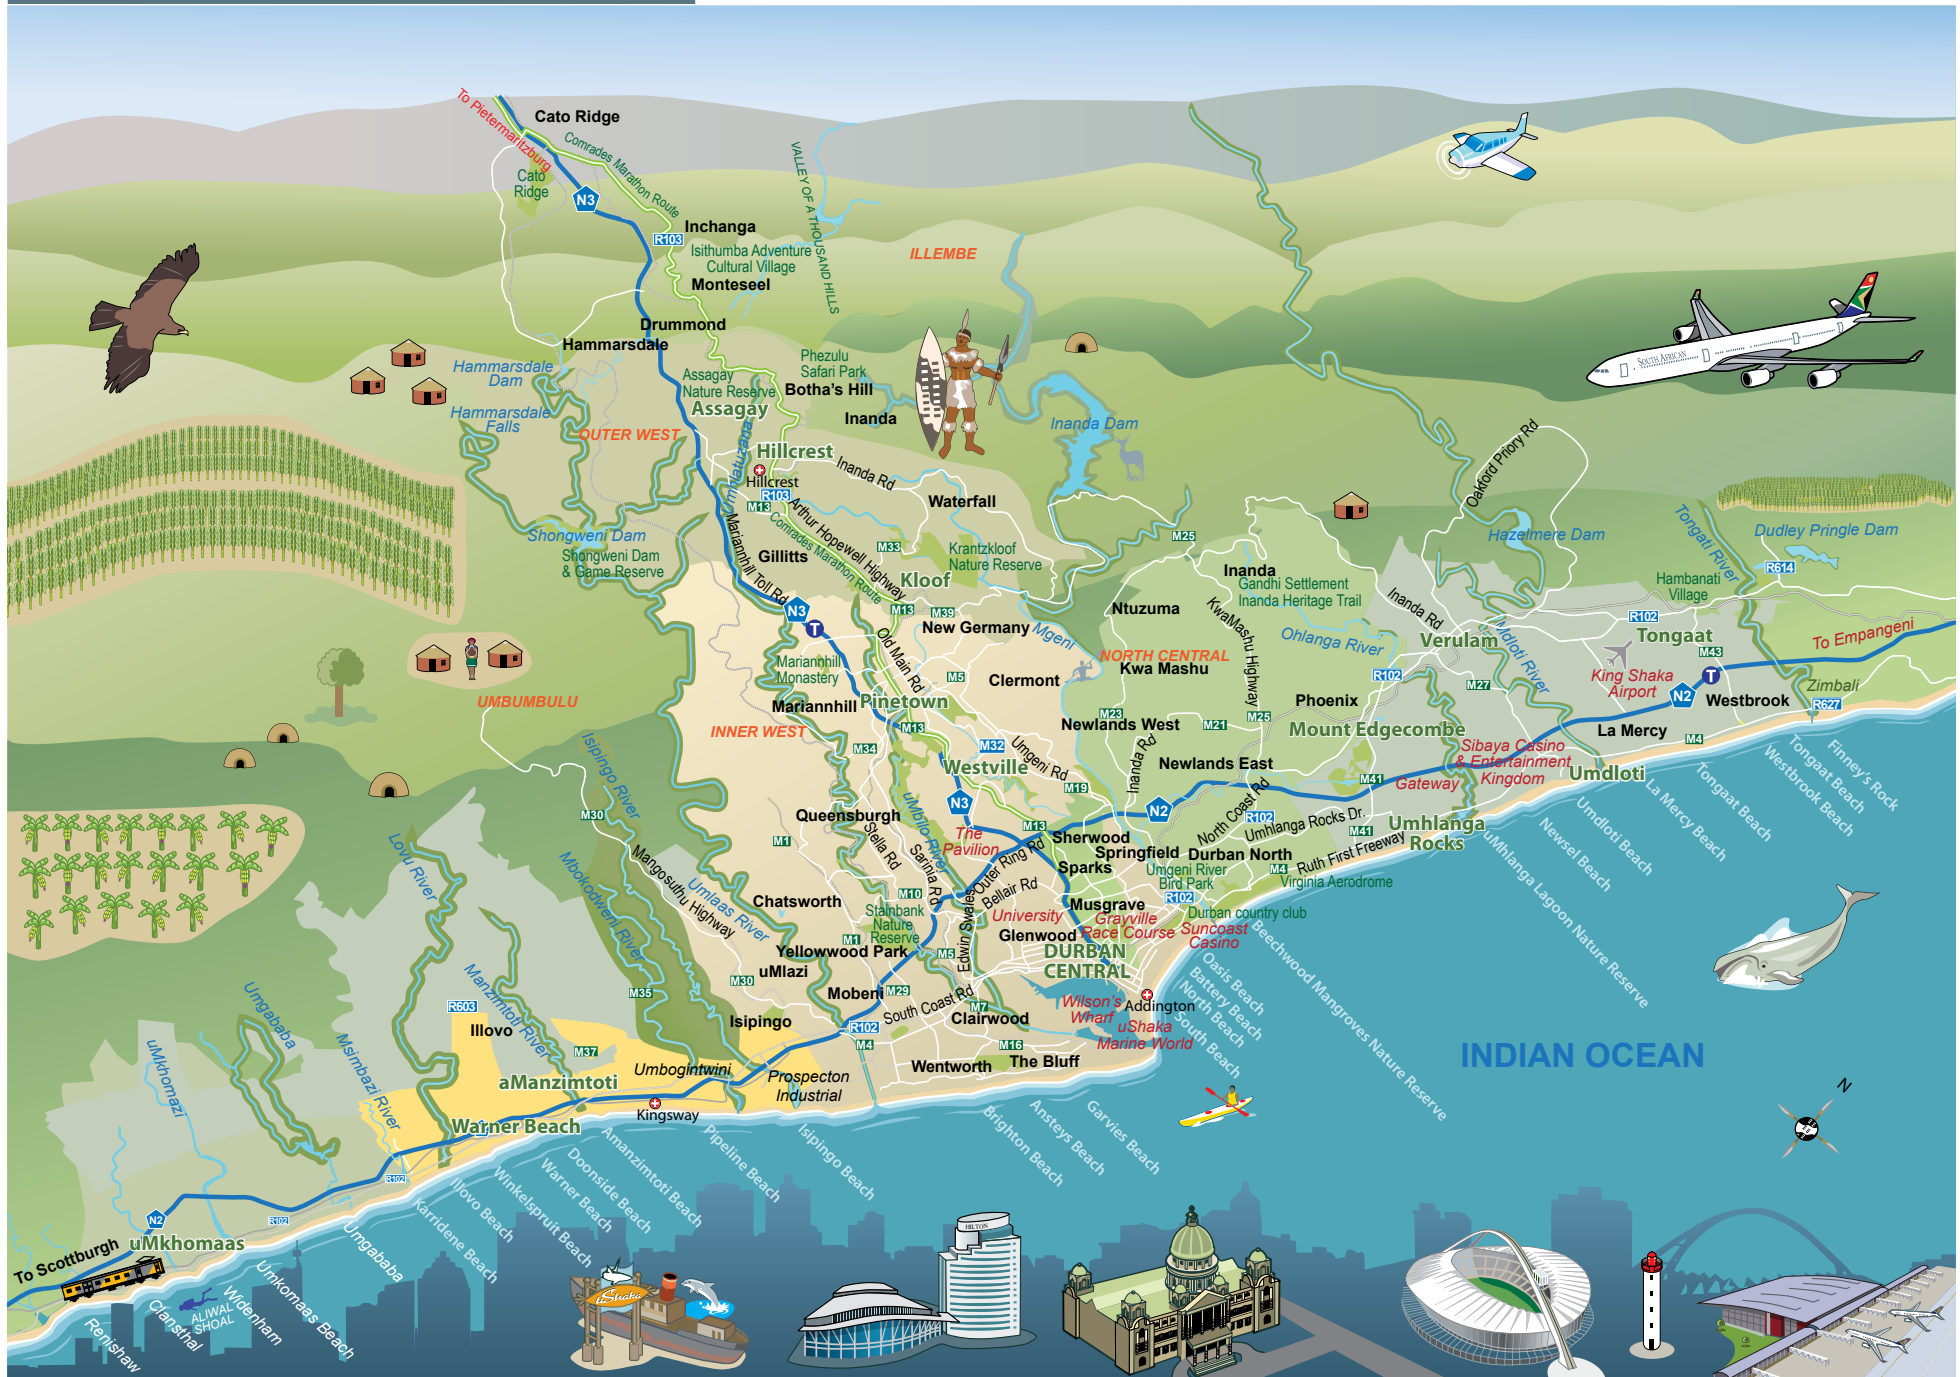 To Pietermaritzburg
Cato Ridge
Comrades Marathon Route
Cato
Ridge
N3
VALLEY OF A THOUSAND HILLS
Inchanga
R103
Isithumba Adventure
Cultural Village
Monteseel
ILLEMBE
Drummond
Hammarsdale
Hammarsdale
Dam
Phezulu
Safari Park
Assagay
Nature Reserve
Botha's Hill
Assagay
Inanda
Hammarsdale
Falls
OUTER WEST
Inanda Dam
SOUTH AFRICAN
Umhlatuzana
Hillcrest
Hillcrest
Inanda Rd
R103
M13
Waterfall
Oakford Priory Rd
Arthur Hopewell Highway
Comrades Marathon Route
Mariannhill Toll Rd
Shongweni Dam
Shongweni Dam
& Game Reserve
Gillitts
M33
Krantzkloof
Nature Reserve
Kloof
M25
Hazelmere Dam
Tongati River
Dudley Pringle Dam
R614
Inanda
Gandhi Settlement
Inanda Heritage Trail
Hambanati
Village
N3
T
M13
M39
New Germany
Mgeni
Ntuzuma
KwaMashu Highway
Inanda Rd
Ohlanga River
Verulam
Mdloti River
R102
Tongaat
M43
To Empangeni
Old Main Rd
Mariannhill
Monastery
M5
Clermont
NORTH CENTRAL
Kwa Mashu
R102
M27
King Shaka
Airport
T
N2
Westbrook
Zimbali
R627
UMBUMBULU
Mariannhill
Pinetown
Phoenix
M23
Newlands West
M21
M25
Mount Edgecombe
La Mercy
M4
INNER WEST
M13
M34
M32
Umgeni Rd
Inanda Rd
Newlands East
Sibaya Casino
& Entertainment
Kingdom
Westville
Isipingo River
M19
M41
Gateway
Umdloti
Finney's Rock
Tongaat Beach
Westbrook Beach
Tongaat Beach
La Mercy Beach
Umdloti Beach
Newsel Beach
uMhlanga Lagoon Nature Reserve
N3
N2
North Coast Rd
R102
Umhlanga Rocks Dr.
M41
Umhlanga
Rocks
Ruth First Freeway
M30
Queensburgh
uMbilo River
The
Pavilion
M13
Sherwood
Springfield
Durban North
M4
Virginia Aerodrome
Lovu River
M1
Stella Rd
Sarnia Rd
Outer Ring Rd
Sparks
Umgeni River
Bird Park
Mbokodweni River
Mangosuthu Highway
Umlaas River
M10
Bellair Rd
R102
Chatsworth
Stainbank
Nature
Reserve
Edwin Swales
University
Musgrave
Grayville
Race Course
Durban country club
Suncoast
Casino
Glenwood
M1
Yellowwood Park
M5
DURBAN
CENTRAL
Beechwood Mangroves Nature Reserve
Oasis Beach
Battery Beach
North Beach
South Beach
uMlazi
M30
Umgababa
Manzimtoti River
M35
Mobeni
M29
South Coast Rd
M7
Wilson's
Wharf
Addington
R603
Illovo
Isipingo
R102
Clairwood
uShaka
Marine World
M4
M16
INDIAN OCEAN
uMkhomazi
Msimbazi River
M37
Umbogintwini
Wentworth
The Bluff
aManzimtoti
Prospecton
Industrial
N
Kingsway
Warner Beach
Garvies Beach
Ansteys Beach
Brighton Beach
Isipingo Beach
Pipeline Beach
Amanzimtoti Beach
Doonside Beach
Warner Beach
Winkelspruit Beach
Illovo Beach
Karridene Beach
R102
N2
R102
uMkhomaas
To Scottburgh
Umgababa
Umkomaas Beach
Widenham
ALIWAL
SHOAL
Clansthal
Renishaw
uShaka
HILTON